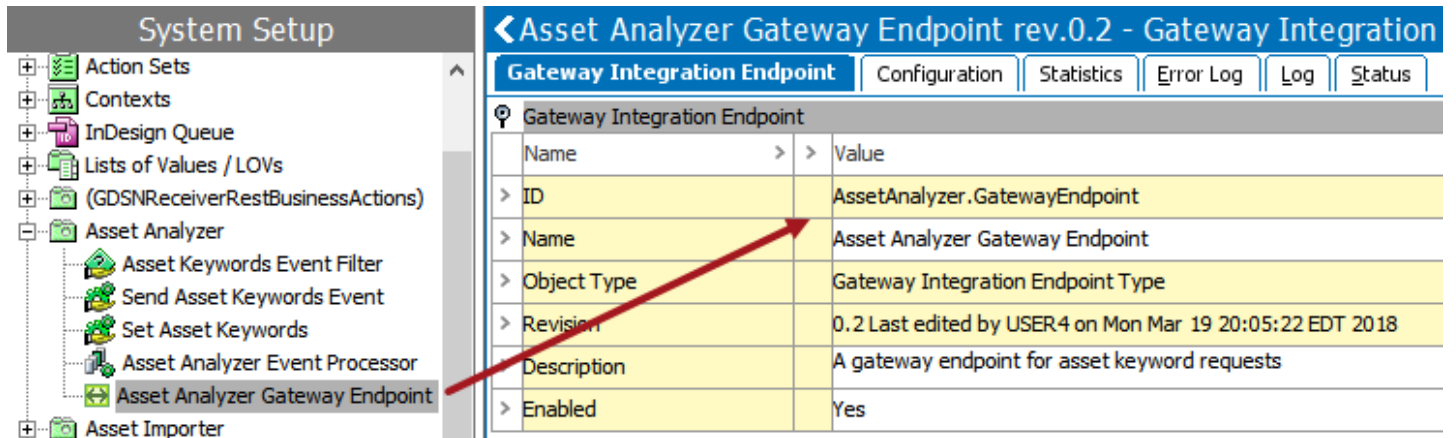 System Setup
Action Sets
Contexts
InDesign Queue
Lists of Values / LOVs
(GDSNReceiverRestBusinessActions)
Asset Analyzer
Asset Keywords Event Filter
Send Asset Keywords Event
Set Asset Keywords
Asset Analyzer Event Processor
Asset Analyzer Gateway Endpoint
Asset Importer
Asset Analyzer Gateway Endpoint rev.0.2 - Gateway Integration
Gateway Integration Endpoint Configuration Statistics Error Log Log Status
Gateway Integration Endpoint
Name > > Value
> ID AssetAnalyzer.GatewayEndpoint
> Name Asset Analyzer Gateway Endpoint
> Object Type Gateway Integration Endpoint Type
> Revision 0.2 Last edited by USER4 on Mon Mar 19 20:05:22 EDT 2018
> Description A gateway endpoint for asset keyword requests
> Enabled Yes